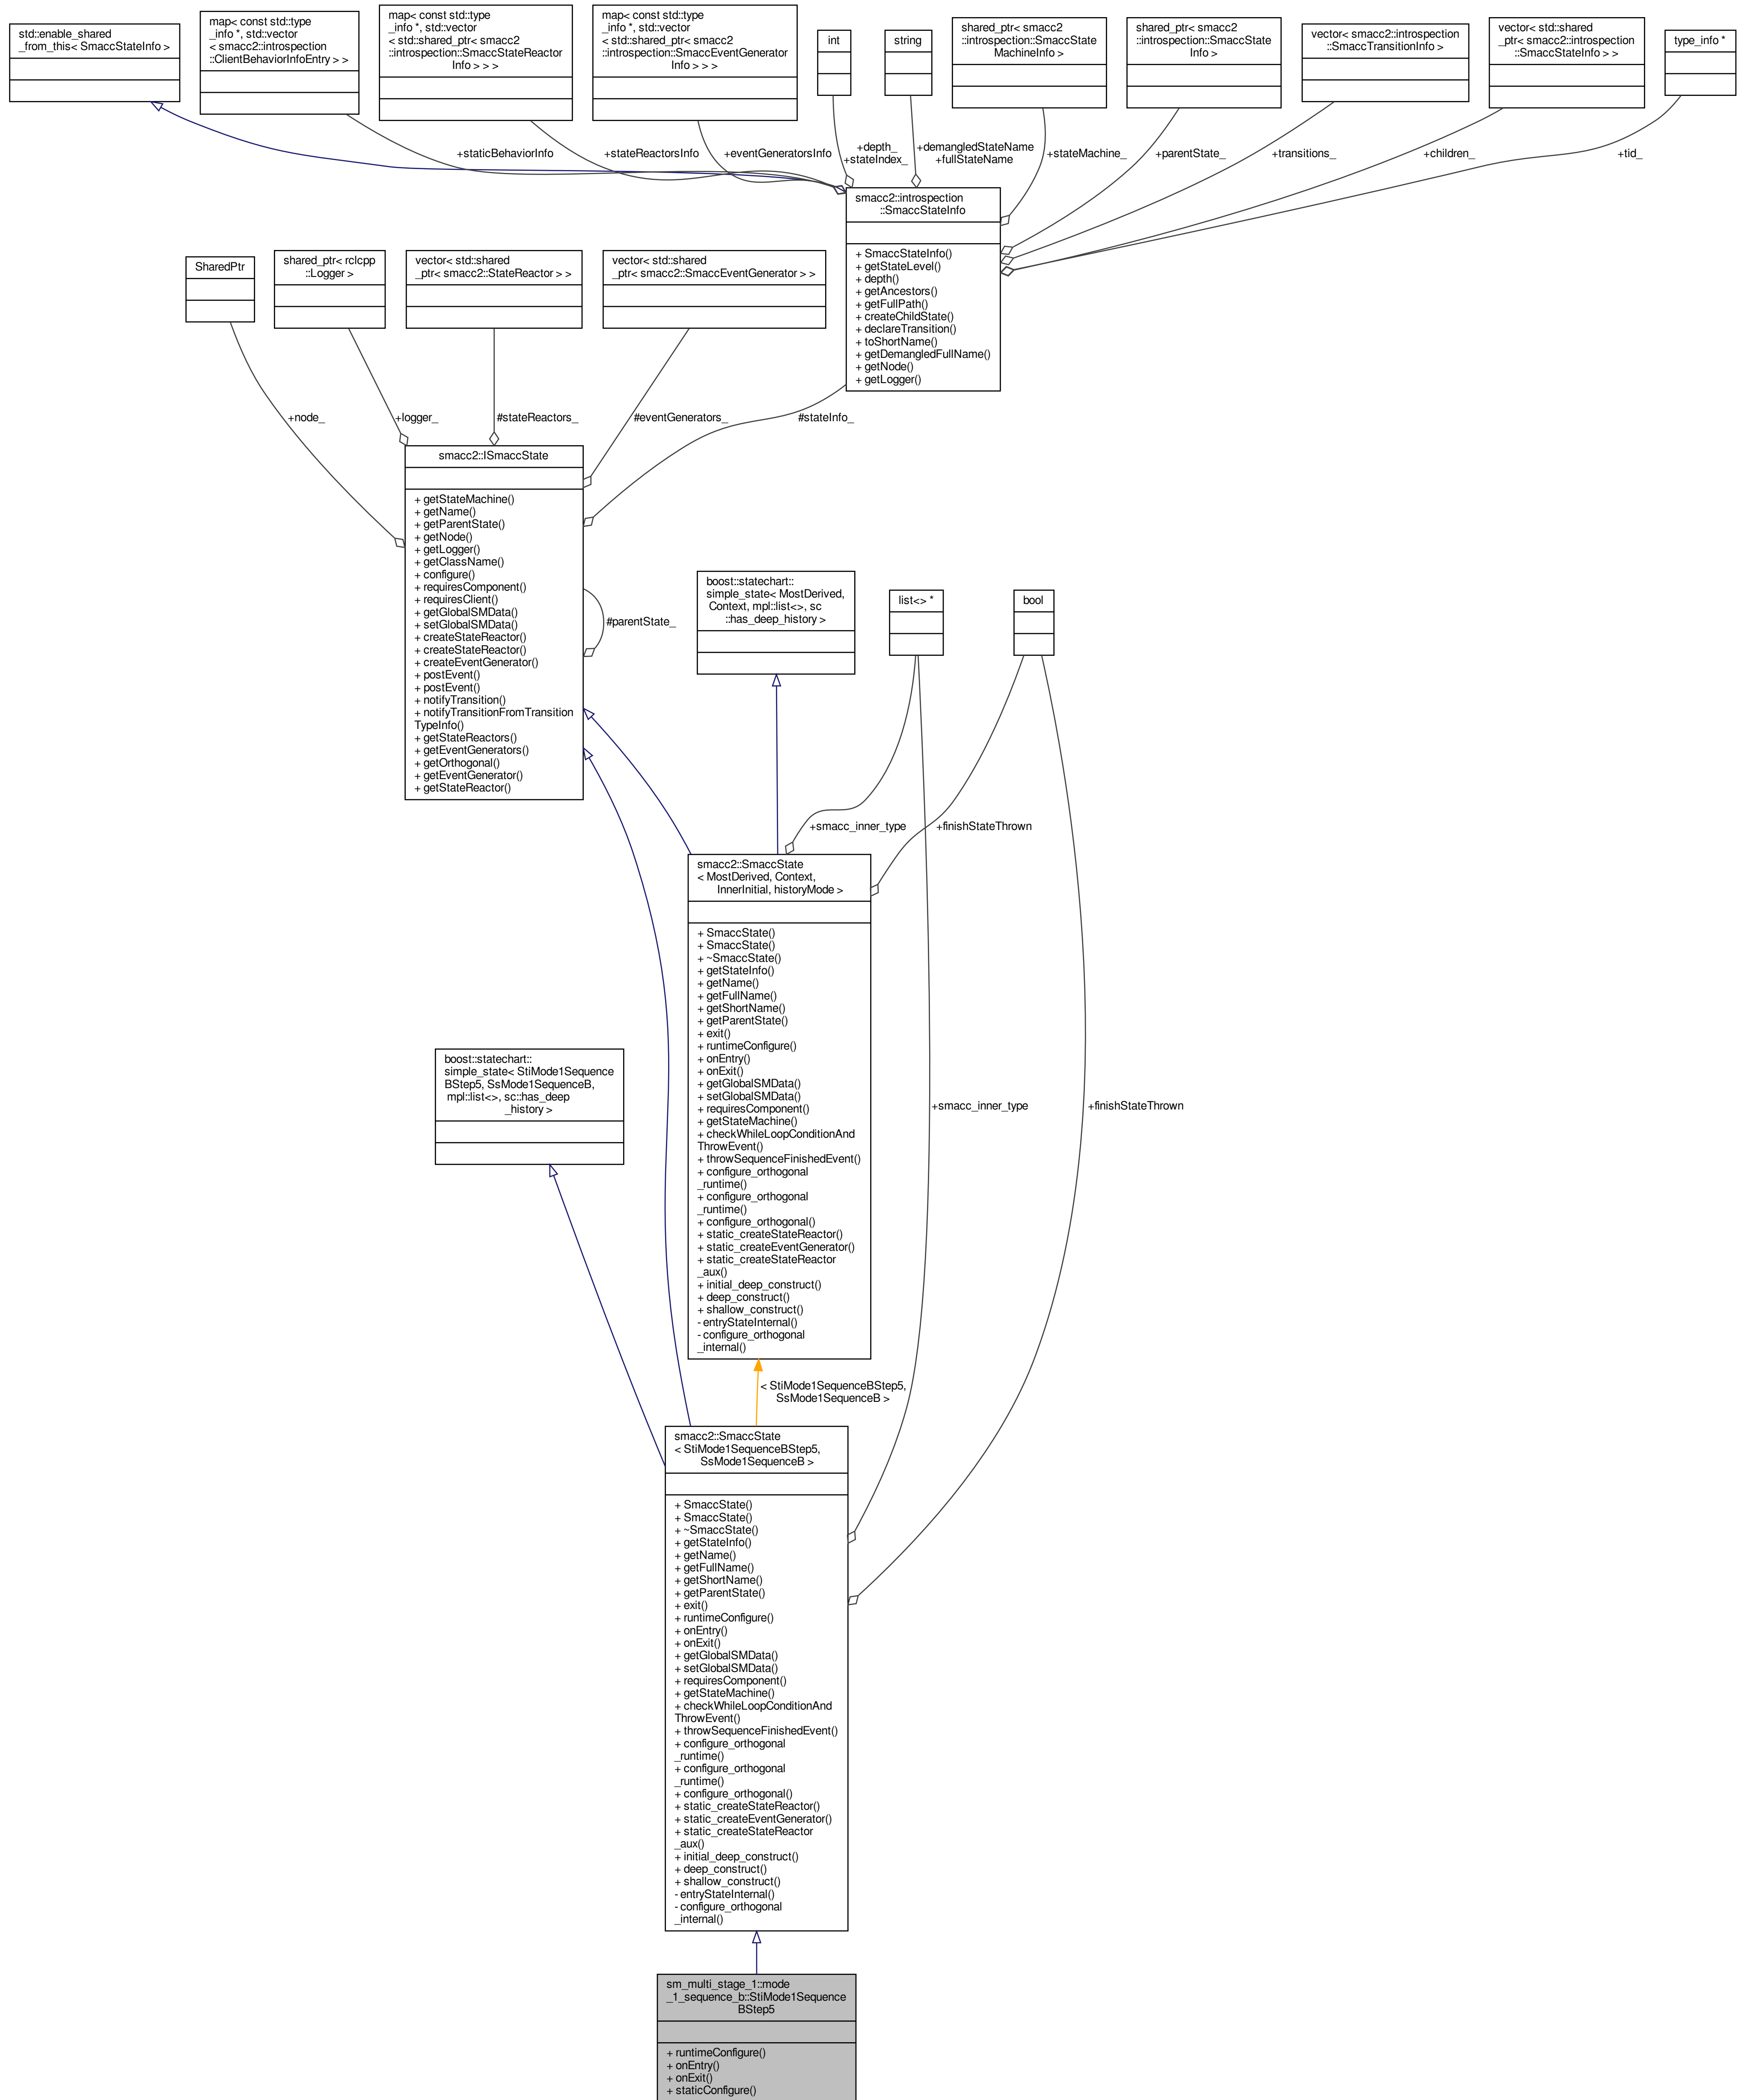 std::enable_shared
_from_this< SmaccStateInfo >
map< const std::type
_info *, std::vector
< smacc2::introspection
::ClientBehaviorInfoEntry > >
map< const std::type
_info *, std::vector
< std::shared_ptr< smacc2
::introspection::SmaccStateReactor
Info > > >
map< const std::type
_info *, std::vector
< std::shared_ptr< smacc2
::introspection::SmaccEventGenerator
Info > > >
int
string
shared_ptr< smacc2
::introspection::SmaccState
MachineInfo >
shared_ptr< smacc2
::introspection::SmaccState
Info >
vector< smacc2::introspection
::SmaccTransitionInfo >
vector< std::shared
_ptr< smacc2::introspection
::SmaccStateInfo > >
type_info *
+staticBehaviorInfo
+stateReactorsInfo
+eventGeneratorsInfo
+depth_
+stateIndex_
+demangledStateName
+fullStateName
+stateMachine_
+parentState_
+transitions_
+children_
+tid_
smacc2::introspection
::SmaccStateInfo
+ SmaccStateInfo()
+ getStateLevel()
+ depth()
+ getAncestors()
+ getFullPath()
+ createChildState()
+ declareTransition()
+ toShortName()
+ getDemangledFullName()
+ getNode()
+ getLogger()
SharedPtr
shared_ptr< rclcpp
::Logger >
vector< std::shared
_ptr< smacc2::StateReactor > >
vector< std::shared
_ptr< smacc2::SmaccEventGenerator > >
+node_
+logger_
#stateReactors_
#eventGenerators_
#stateInfo_
smacc2::ISmaccState
+ getStateMachine()
+ getName()
+ getParentState()
+ getNode()
+ getLogger()
+ getClassName()
+ configure()
+ requiresComponent()
+ requiresClient()
+ getGlobalSMData()
+ setGlobalSMData()
+ createStateReactor()
+ createStateReactor()
+ createEventGenerator()
+ postEvent()
+ postEvent()
+ notifyTransition()
+ notifyTransitionFromTransition
TypeInfo()
+ getStateReactors()
+ getEventGenerators()
+ getOrthogonal()
+ getEventGenerator()
+ getStateReactor()
#parentState_
boost::statechart::
simple_state< MostDerived,
Context, mpl::list<>, sc
::has_deep_history >
list<> *
bool
+smacc_inner_type
+finishStateThrown
smacc2::SmaccState
< MostDerived, Context,
InnerInitial, historyMode >
+ SmaccState()
+ SmaccState()
+ ~SmaccState()
+ getStateInfo()
+ getName()
+ getFullName()
+ getShortName()
+ getParentState()
+ exit()
+ runtimeConfigure()
+ onEntry()
+ onExit()
+ getGlobalSMData()
+ setGlobalSMData()
+ requiresComponent()
+ getStateMachine()
+ checkWhileLoopConditionAnd
ThrowEvent()
+ throwSequenceFinishedEvent()
+ configure_orthogonal
_runtime()
+ configure_orthogonal
_runtime()
+ configure_orthogonal()
+ static_createStateReactor()
+ static_createEventGenerator()
+ static_createStateReactor
_aux()
+ initial_deep_construct()
+ deep_construct()
+ shallow_construct()
- entryStateInternal()
- configure_orthogonal
_internal()
boost::statechart::
simple_state< StiMode1Sequence
BStep5, SsMode1SequenceB,
mpl::list<>, sc::has_deep
_history >
+smacc_inner_type
+finishStateThrown
< StiMode1SequenceBStep5,
SsMode1SequenceB >
smacc2::SmaccState
< StiMode1SequenceBStep5,
SsMode1SequenceB >
+ SmaccState()
+ SmaccState()
+ ~SmaccState()
+ getStateInfo()
+ getName()
+ getFullName()
+ getShortName()
+ getParentState()
+ exit()
+ runtimeConfigure()
+ onEntry()
+ onExit()
+ getGlobalSMData()
+ setGlobalSMData()
+ requiresComponent()
+ getStateMachine()
+ checkWhileLoopConditionAnd
ThrowEvent()
+ throwSequenceFinishedEvent()
+ configure_orthogonal
_runtime()
+ configure_orthogonal
_runtime()
+ configure_orthogonal()
+ static_createStateReactor()
+ static_createEventGenerator()
+ static_createStateReactor
_aux()
+ initial_deep_construct()
+ deep_construct()
+ shallow_construct()
- entryStateInternal()
- configure_orthogonal
_internal()
sm_multi_stage_1::mode
_1_sequence_b::StiMode1Sequence
BStep5
+ runtimeConfigure()
+ onEntry()
+ onExit()
+ staticConfigure()